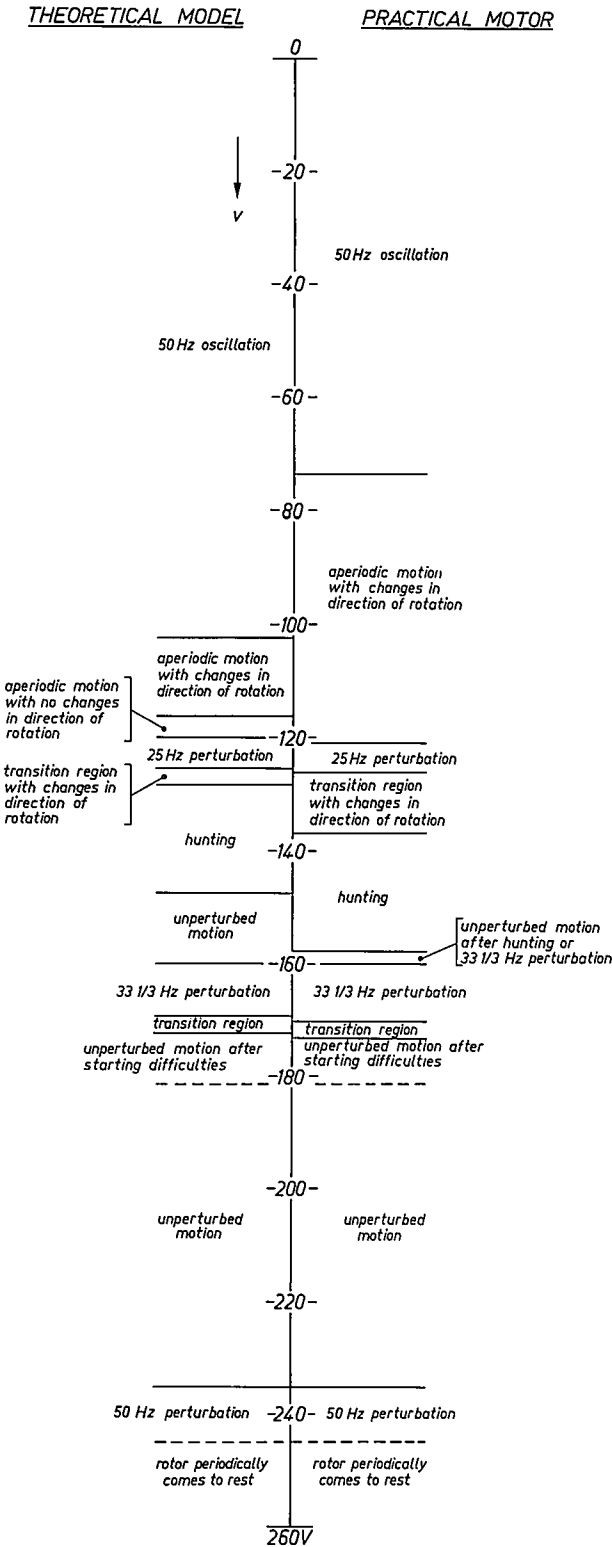 THEORETICAL MODEL
PRACTICAL MOTOR
0
-20-
V
50 Hz oscillation
-40-
50 Hz oscillation
-60-
-80-
aperiodic motion
with changes in
direction of rotation
-100-
aperiodic motion
with changes in
direction of rotation
aperiodic motion
with no changes
in direction of
rotation
-120-
25 Hz perturbation
25 Hz perturbation
transition region
with changes in
direction of
rotation
transition region
with changes in
direction of rotation
hunting
-140-
hunting
unperturbed
motion
unperturbed motion
after hunting or
33 1/3 Hz perturbation
-160-
33 1/3 Hz perturbation
33 1/3 Hz perturbation
transition region
transition region
unperturbed motion after
starting difficulties
unperturbed motion after
starting difficulties
-180-
-200-
unperturbed
motion
unperturbed
motion
-220-
50 Hz perturbation
-240-
50 Hz perturbation
rotor periodically
comes to rest
rotor periodically
comes to rest
260V